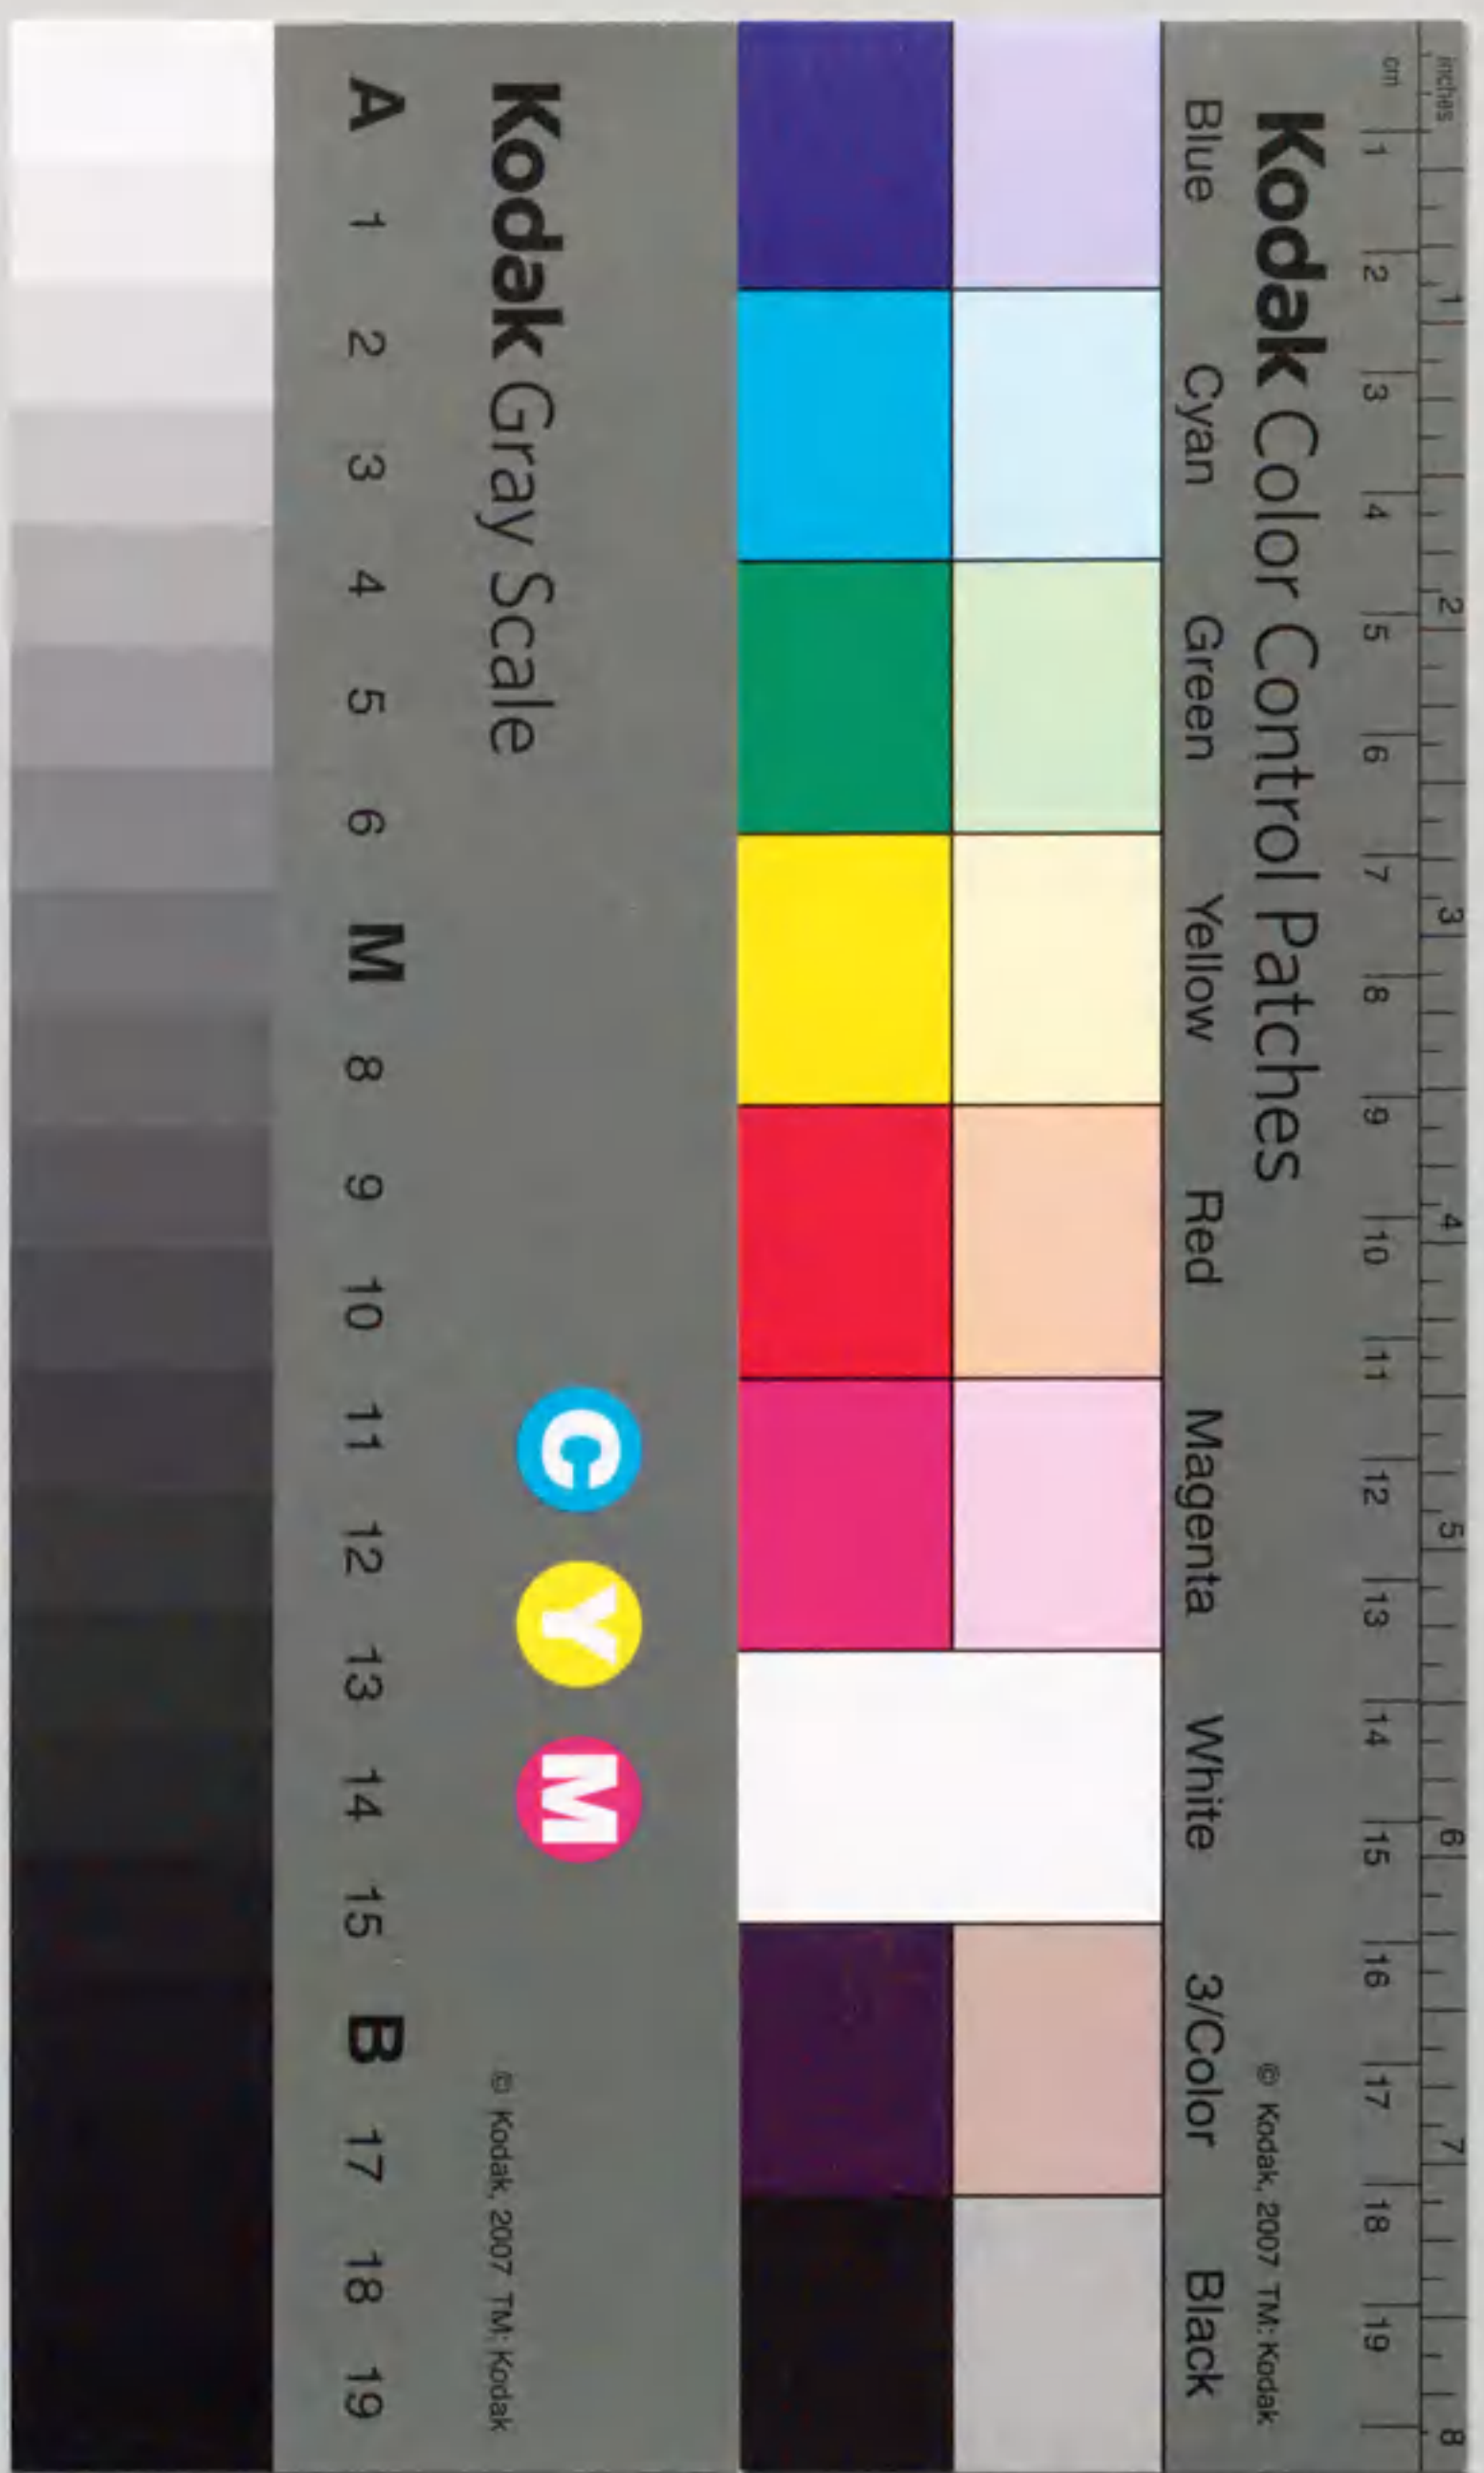 inches 1 2 3 4 5 6 7 8
cm 1 2 3 4 5 6 7 8 9 10 11 12 13 14 15 16 17 18 19
Kodak Color Control Patches © Kodak, 2007 TM: Kodak
Blue Cyan Green Yellow Red Magenta White 3/Color Black
Kodak Gray Scale C Y M © Kodak, 2007 TM: Kodak
A 1 2 3 4 5 6 M 8 9 10 11 12 13 14 15 B 17 18 19